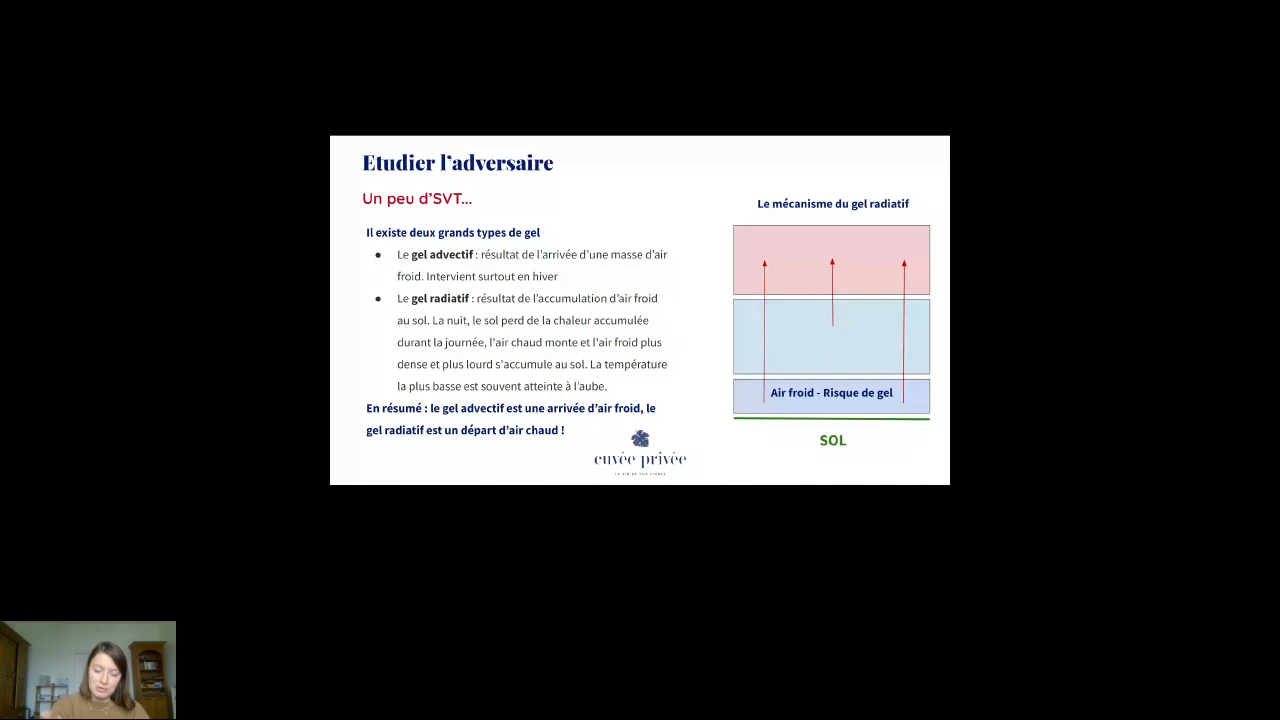 Etudier l’adversaire
Un peu d’SVT...
Il existe deux grands types de gel
● Le gel advectif : résultat de l’arrivée d’une masse d’air
froid. Intervient surtout en hiver
● Le gel radiatif : résultat de l’accumulation d’air froid
au sol. La nuit, le sol perd de la chaleur accumulée
durant la journée, l'air chaud monte et l'air froid plus
dense et plus lourd s'accumule au sol. La température
la plus basse est souvent atteinte à l’aube.
En résumé : le gel advectif est une arrivée d’air froid, le
gel radiatif est un départ d’air chaud !
Le mécanisme du gel radiatif
Air froid - Risque de gel
SOL
cuvée privée